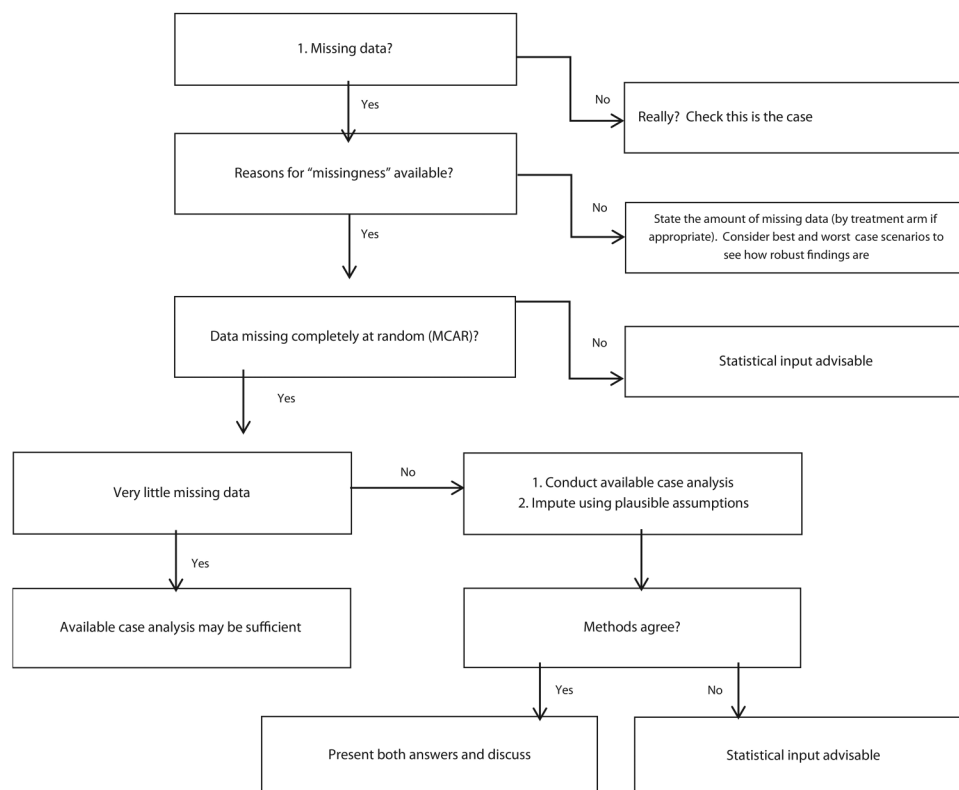 1. Missing data?
No
Yes
Really? Check this is the case
Reasons for “missingness” available?
No
State the amount of missing data (by treatment arm if
appropriate). Consider best and worst case scenarios to
see how robust findings are
Yes
Data missing completely at random (MCAR)?
No
Statistical input advisable
Yes
Very little missing data
No
1. Conduct available case analysis
2. Impute using plausible assumptions
Yes
Available case analysis may be sufficient
Methods agree?
Yes
No
Present both answers and discuss
Statistical input advisable